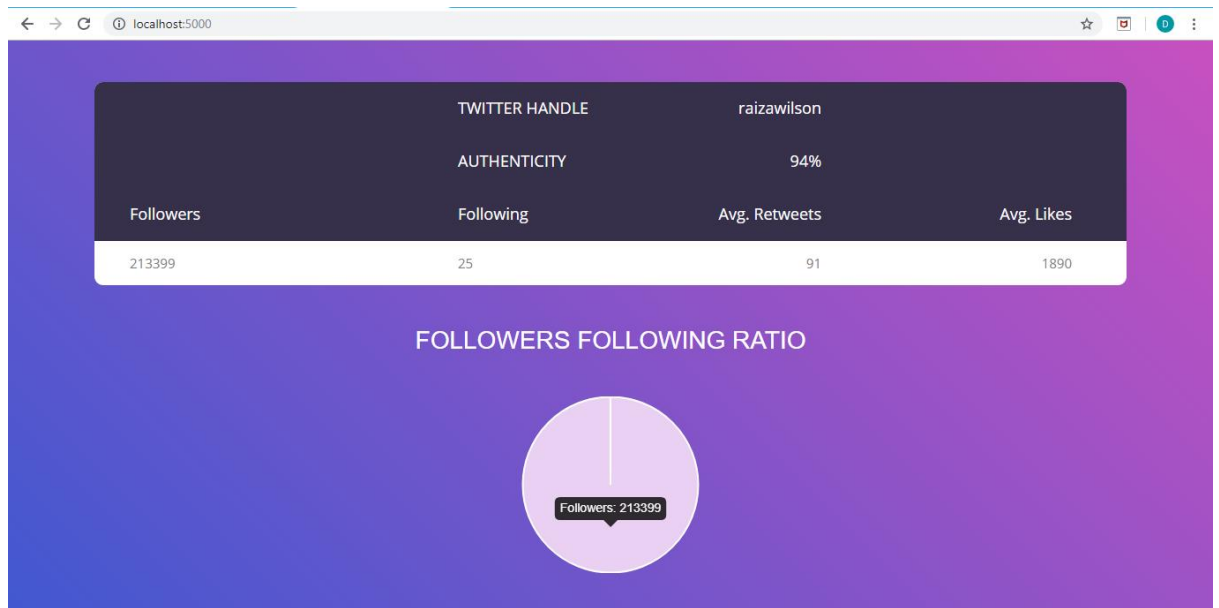 localhost:5000
D
TWITTER HANDLE raizawilson
AUTHENTICITY 94%
Followers Following Avg. Retweets Avg. Likes
213399 25 91 1890
FOLLOWERS FOLLOWING RATIO
Followers: 213399